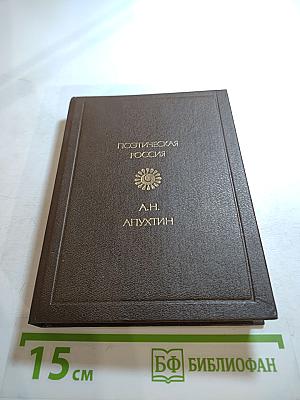 ПОЭТИЧЕСКАЯ
РОССИЯ
А.Н.
АПУХТИН
15 см
БФ БИБЛИОФАН